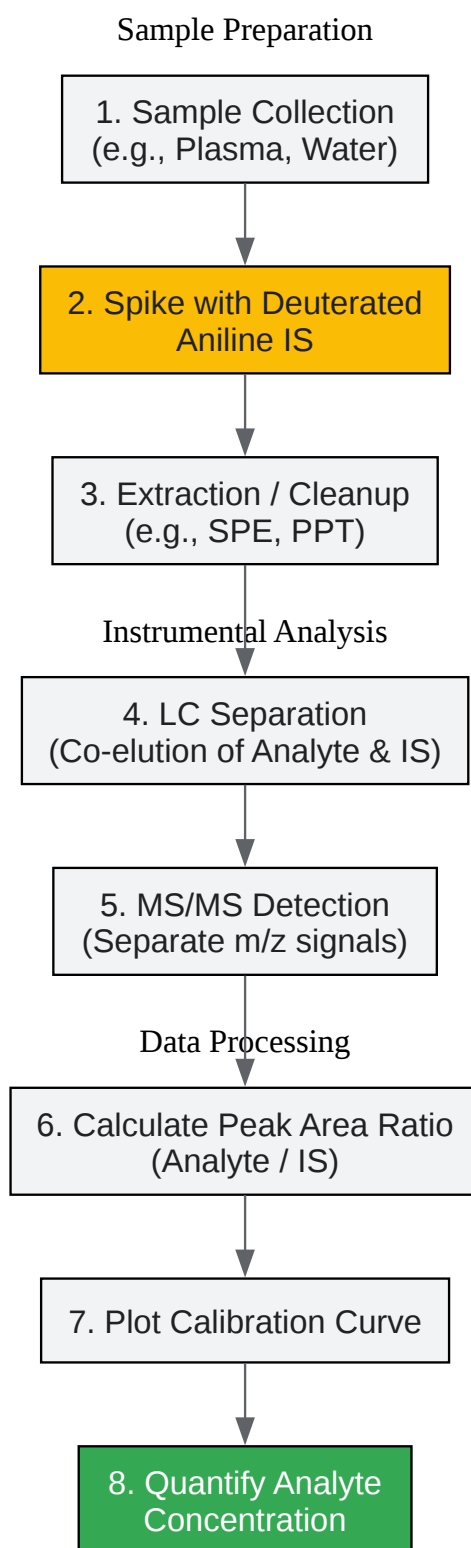 Sample Preparation
1. Sample Collection
(e.g., Plasma, Water)
2. Spike with Deuterated
Aniline IS
3. Extraction / Cleanup
(e.g., SPE, PPT)
Instrumental Analysis
4. LC Separation
(Co-elution of Analyte & IS)
5. MS/MS Detection
(Separate m/z signals)
Data Processing
6. Calculate Peak Area Ratio
(Analyte / IS)
7. Plot Calibration Curve
8. Quantify Analyte
Concentration